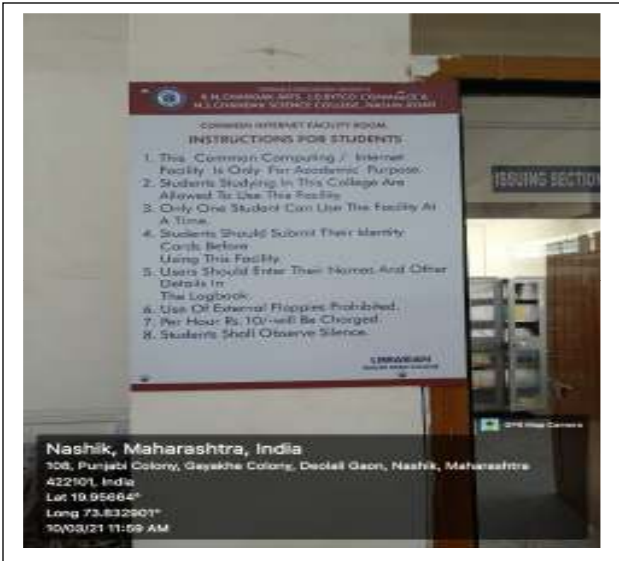 R.N.CHANDAK ARTS, J.D.BYTCO COMMERCE &
N.S.CHANDAK SCIENCE COLLEGE, NASHIK ROAD
COMMON INTERNET FACILITY ROOM
INSTRUCTIONS FOR STUDENTS
1. This Common Computing / Internet
Facility Is Only For Academic Purpose.
2. Students Studying In This College Are
Allowed To Use This Facility
3. Only One Student Can Use The Facility At
A Time.
4. Students Should Submit Their Identity
Cards Before
Using This Facility.
5. Users Should Enter Their Names And Other
Details In
The Logbook.
6. Use Of External Floppies Prohibited.
7. Per Hour Rs. 10/-will Be Charged.
8. Students Shall Observe Silence.
LIBRARIAN
ISSUING SECTION
GPS Map Camera
Nashik, Maharashtra, India
108, Punjabi Colony, Gayakhe Colony, Deolali Gaon, Nashik, Maharashtra
422101, India
Lat 19.95664°
Long 73.832901°
10/03/21 11:59 AM